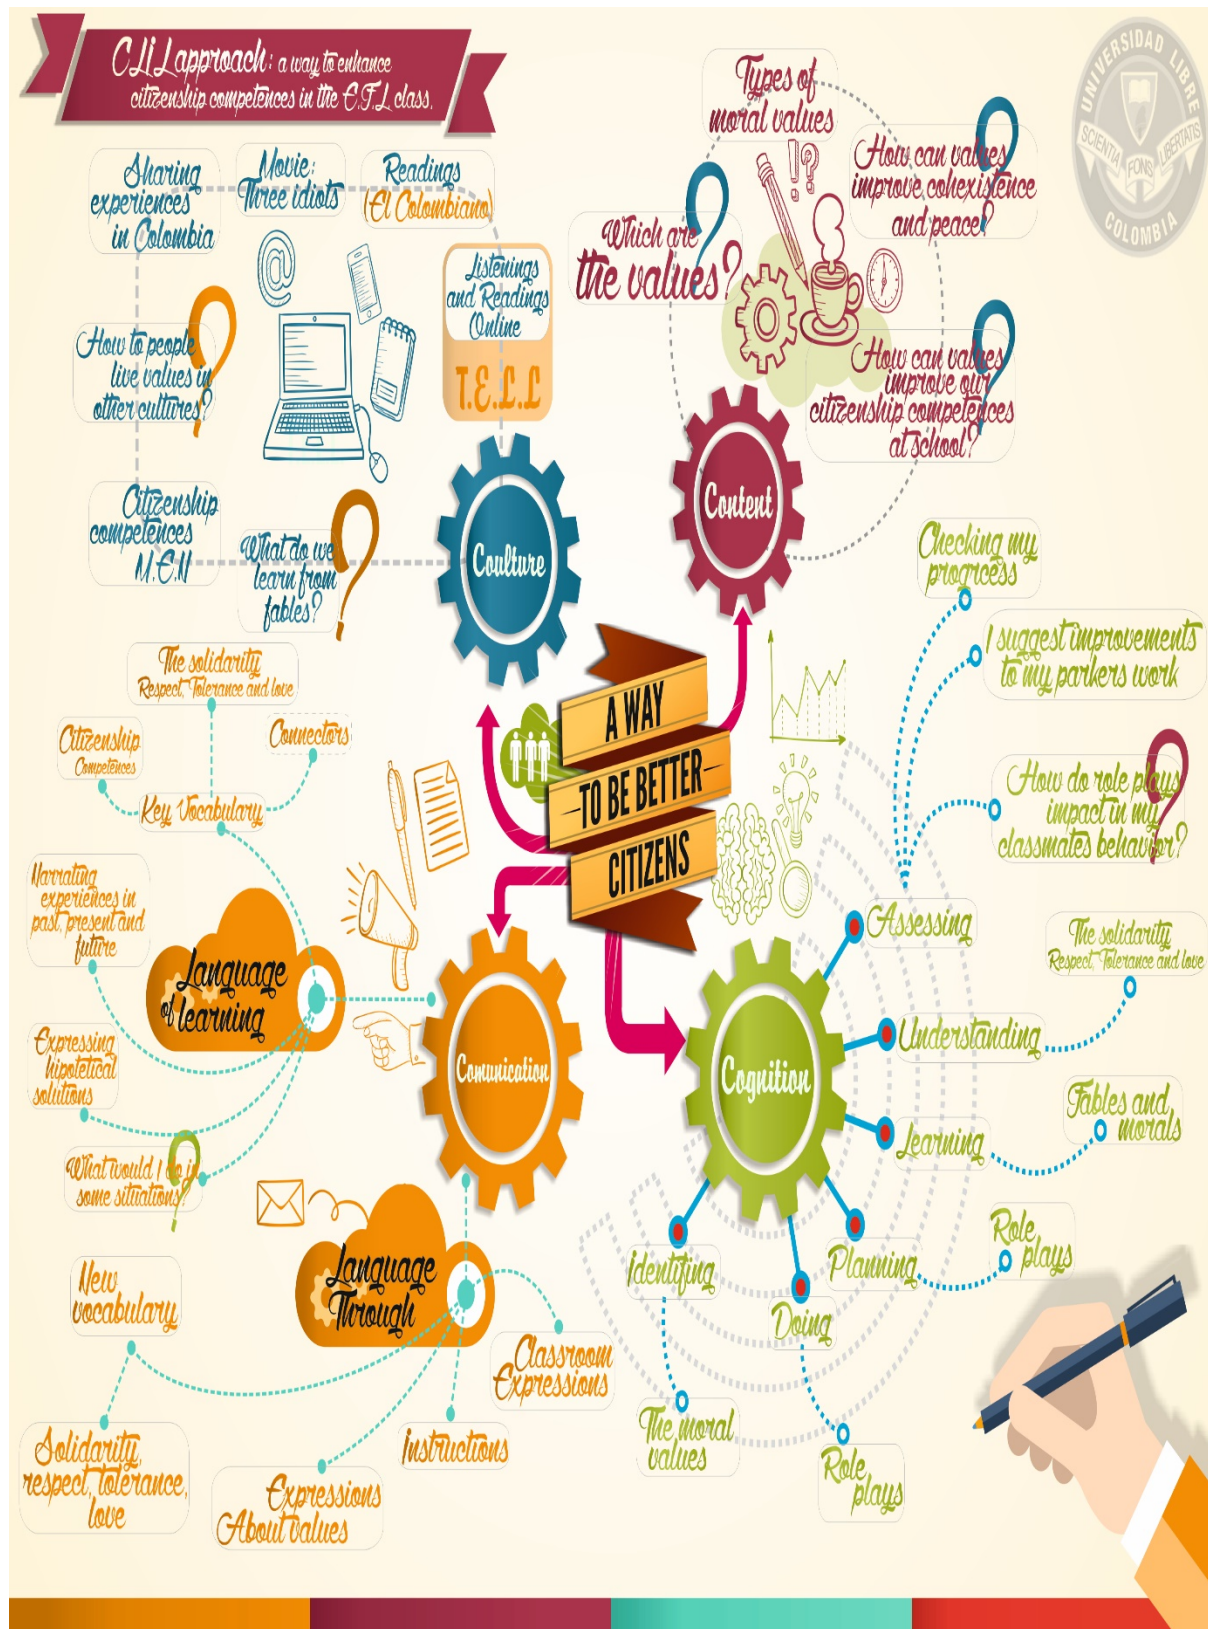 CLiL approach: a way to enhance
citizenship competences in the E.F.L class.
UNIVERSIDAD LIBRE
SCIENTIA FONS LIBERTATIS
COLOMBIA
Sharing
experiences
in Colombia
Movie:
Three idiots
Readings
(El Colombiano)
Listenings
and Readings
Online
T.E.L.L
How to people
live values in
other cultures?
Citizenship
competences
M.E.N
What do we
learn from
fables?
Coulture
Types of
moral values
Which are
the values?
How can values
improve cohexistence
and peace?
How can values
improve our
citizenship competences
at school?
Content
A WAY
TO BE BETTER
CITIZENS
Checking my
progrcess
I suggest improvements
to my parkers work
How do role plays
impact in my
classmates behavior?
Assessing
The solidarity
Respect, Tolerance and love
Understanding
Fables and
morals
Learning
Cognition
Role
plays
Planning
Identifing
Doing
The moral
values
Role
plays
The solidarity
Respect, Tolerance and love
Citizenship
Competences
Connectors
Key Vocabulary
Narrating
experiences in
past, present and
future
Language
of learning
Expressing
hipotetical
solutions
What would I do in
some situations?
Comunication
Language
Through
New
vocabulary
Classroom
Expressions
instructions
Solidarity,
respect, tolerance,
love
Expressions
About values